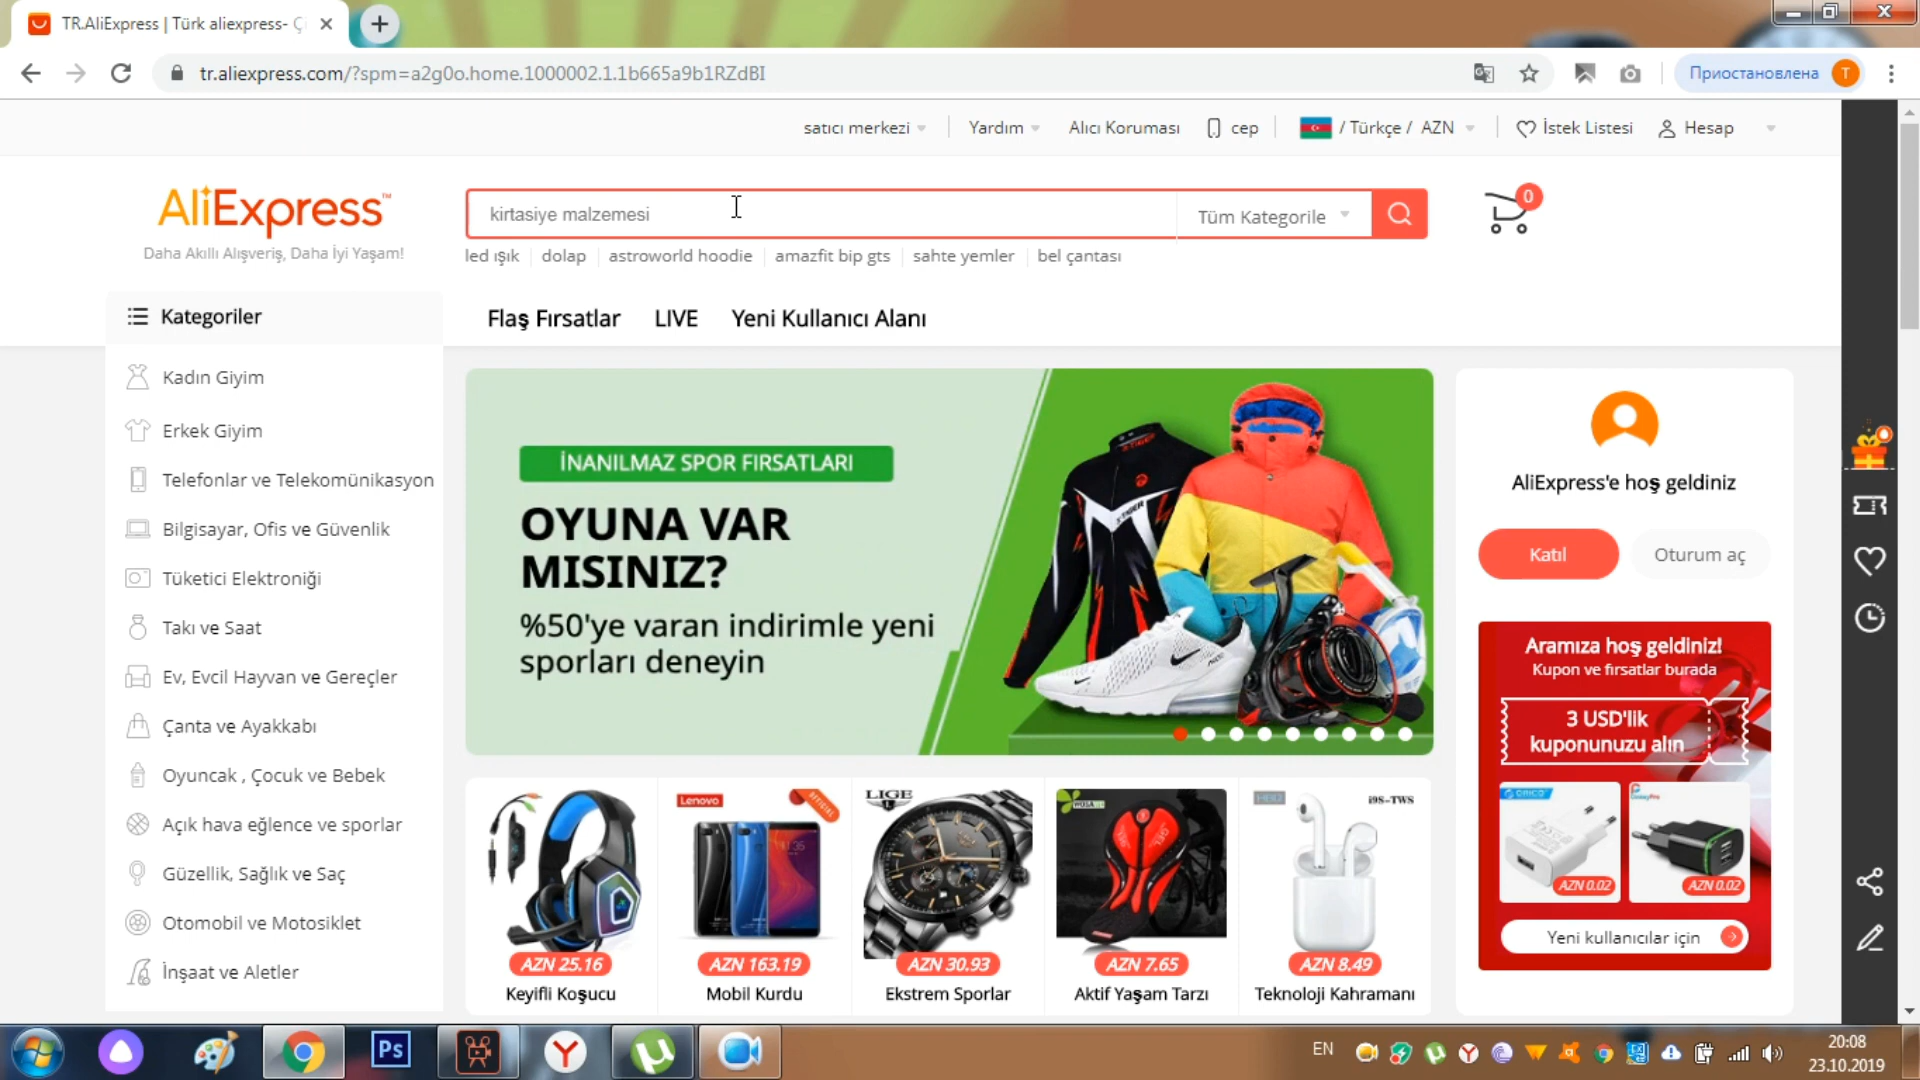 TR.AliExpress | Türk aliexpress- Ç
tr.aliexpress.com/?spm=a2g0o.home.1000002.1.1b665a9b1RZdBI
Приостановлена
T
satıcı merkezi
Yardım
Alıcı Koruması
cep
/ Türkçe / AZN
İstek Listesi
Hesap
AliExpress™
Daha Akıllı Alışveriş, Daha İyi Yaşam!
kirtasiye malzemesi
Tüm Kategorile
0
led ışık
dolap
astroworld hoodie
amazfit bip gts
sahte yemler
bel çantası
Kategoriler
Flaş Fırsatlar
LIVE
Yeni Kullanıcı Alanı
Kadın Giyim
Erkek Giyim
Telefonlar ve Telekomünikasyon
Bilgisayar, Ofis ve Güvenlik
Tüketici Elektroniği
Takı ve Saat
Ev, Evcil Hayvan ve Gereçler
Çanta ve Ayakkabı
Oyuncak , Çocuk ve Bebek
Açık hava eğlence ve sporlar
Güzellik, Sağlık ve Saç
Otomobil ve Motosiklet
İnşaat ve Aletler
İNANILMAZ SPOR FIRSATLARI
OYUNA VAR
MISINIZ?
%50'ye varan indirimle yeni
sporları deneyin
AliExpress'e hoş geldiniz
Katıl
Oturum aç
Aramıza hoş geldiniz!
Kupon ve fırsatlar burada
3 USD'lik
kuponunuzu alın
ORICO
AZN 0.02
AZN 0.02
Yeni kullanıcılar için
Lenovo
OFFICIAL
LIGE
i9S-TWS
AZN 25.16
AZN 163.19
AZN 30.93
AZN 7.65
AZN 8.49
Keyifli Koşucu
Mobil Kurdu
Ekstrem Sporlar
Aktif Yaşam Tarzı
Teknoloji Kahramanı
Ps
EN
20:08
23.10.2019